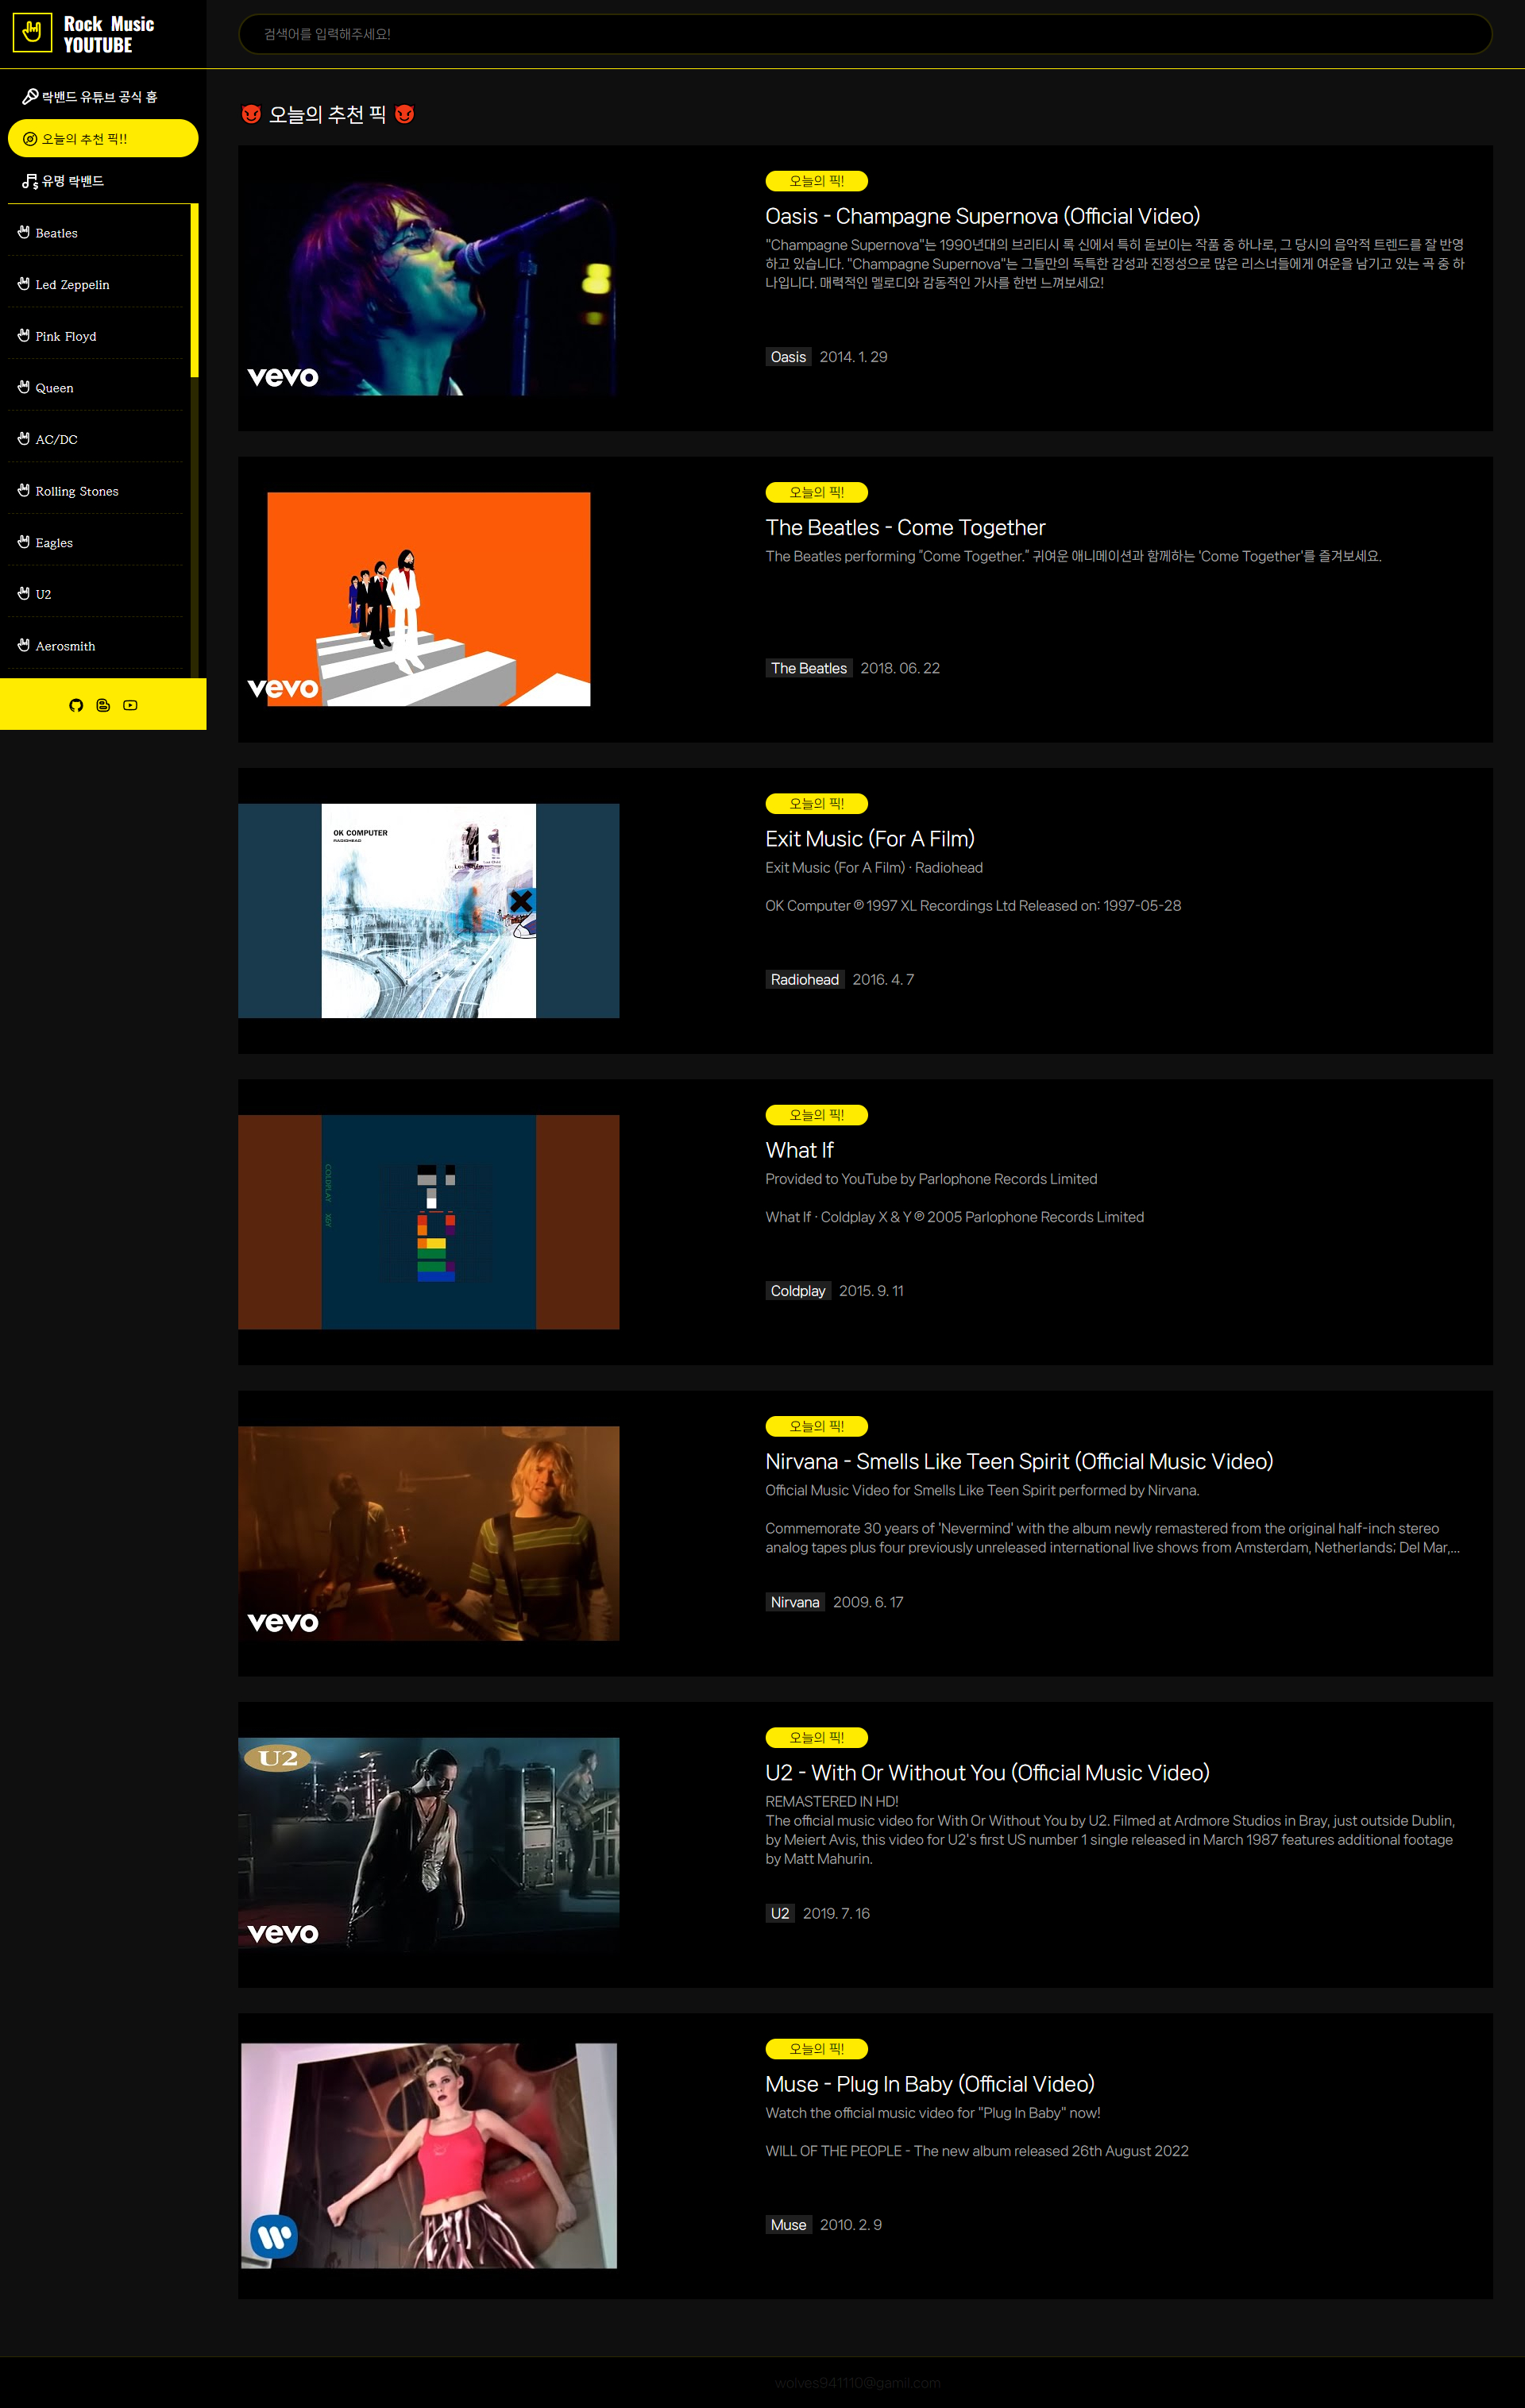 Rock Music
YOUTUBE
검색어를 입력해주세요!
락밴드 유튜브 공식 홈
오늘의 추천 픽!!
유명 락밴드
Beatles
Led Zeppelin
Pink Floyd
Queen
AC/DC
Rolling Stones
Eagles
U2
Aerosmith
오늘의 추천 픽
vevo
오늘의 픽!
Oasis - Champagne Supernova (Official Video)
"Champagne Supernova"는 1990년대의 브리티시 록 신에서 특히 돋보이는 작품 중 하나로, 그 당시의 음악적 트렌드를 잘 반영
하고 있습니다. "Champagne Supernova"는 그들만의 독특한 감성과 진정성으로 많은 리스너들에게 여운을 남기고 있는 곡 중 하
나입니다. 매력적인 멜로디와 감동적인 가사를 한번 느껴보세요!
Oasis 2014. 1. 29
vevo
오늘의 픽!
The Beatles - Come Together
The Beatles performing “Come Together.” 귀여운 애니메이션과 함께하는 'Come Together'를 즐겨보세요.
The Beatles 2018. 06. 22
OK COMPUTER
RADIOHEAD
오늘의 픽!
Exit Music (For A Film)
Exit Music (For A Film) · Radiohead
OK Computer ℗ 1997 XL Recordings Ltd Released on: 1997-05-28
Radiohead 2016. 4. 7
COLDPLAY X&Y
오늘의 픽!
What If
Provided to YouTube by Parlophone Records Limited
What If · Coldplay X & Y ℗ 2005 Parlophone Records Limited
Coldplay 2015. 9. 11
vevo
오늘의 픽!
Nirvana - Smells Like Teen Spirit (Official Music Video)
Official Music Video for Smells Like Teen Spirit performed by Nirvana.
Commemorate 30 years of 'Nevermind' with the album newly remastered from the original half-inch stereo
analog tapes plus four previously unreleased international live shows from Amsterdam, Netherlands; Del Mar,...
Nirvana 2009. 6. 17
U2
vevo
오늘의 픽!
U2 - With Or Without You (Official Music Video)
REMASTERED IN HD!
The official music video for With Or Without You by U2. Filmed at Ardmore Studios in Bray, just outside Dublin,
by Meiert Avis, this video for U2's first US number 1 single released in March 1987 features additional footage
by Matt Mahurin.
U2 2019. 7. 16
오늘의 픽!
Muse - Plug In Baby (Official Video)
Watch the official music video for "Plug In Baby" now!
WILL OF THE PEOPLE - The new album released 26th August 2022
Muse 2010. 2. 9
wolves941110@gamil.com